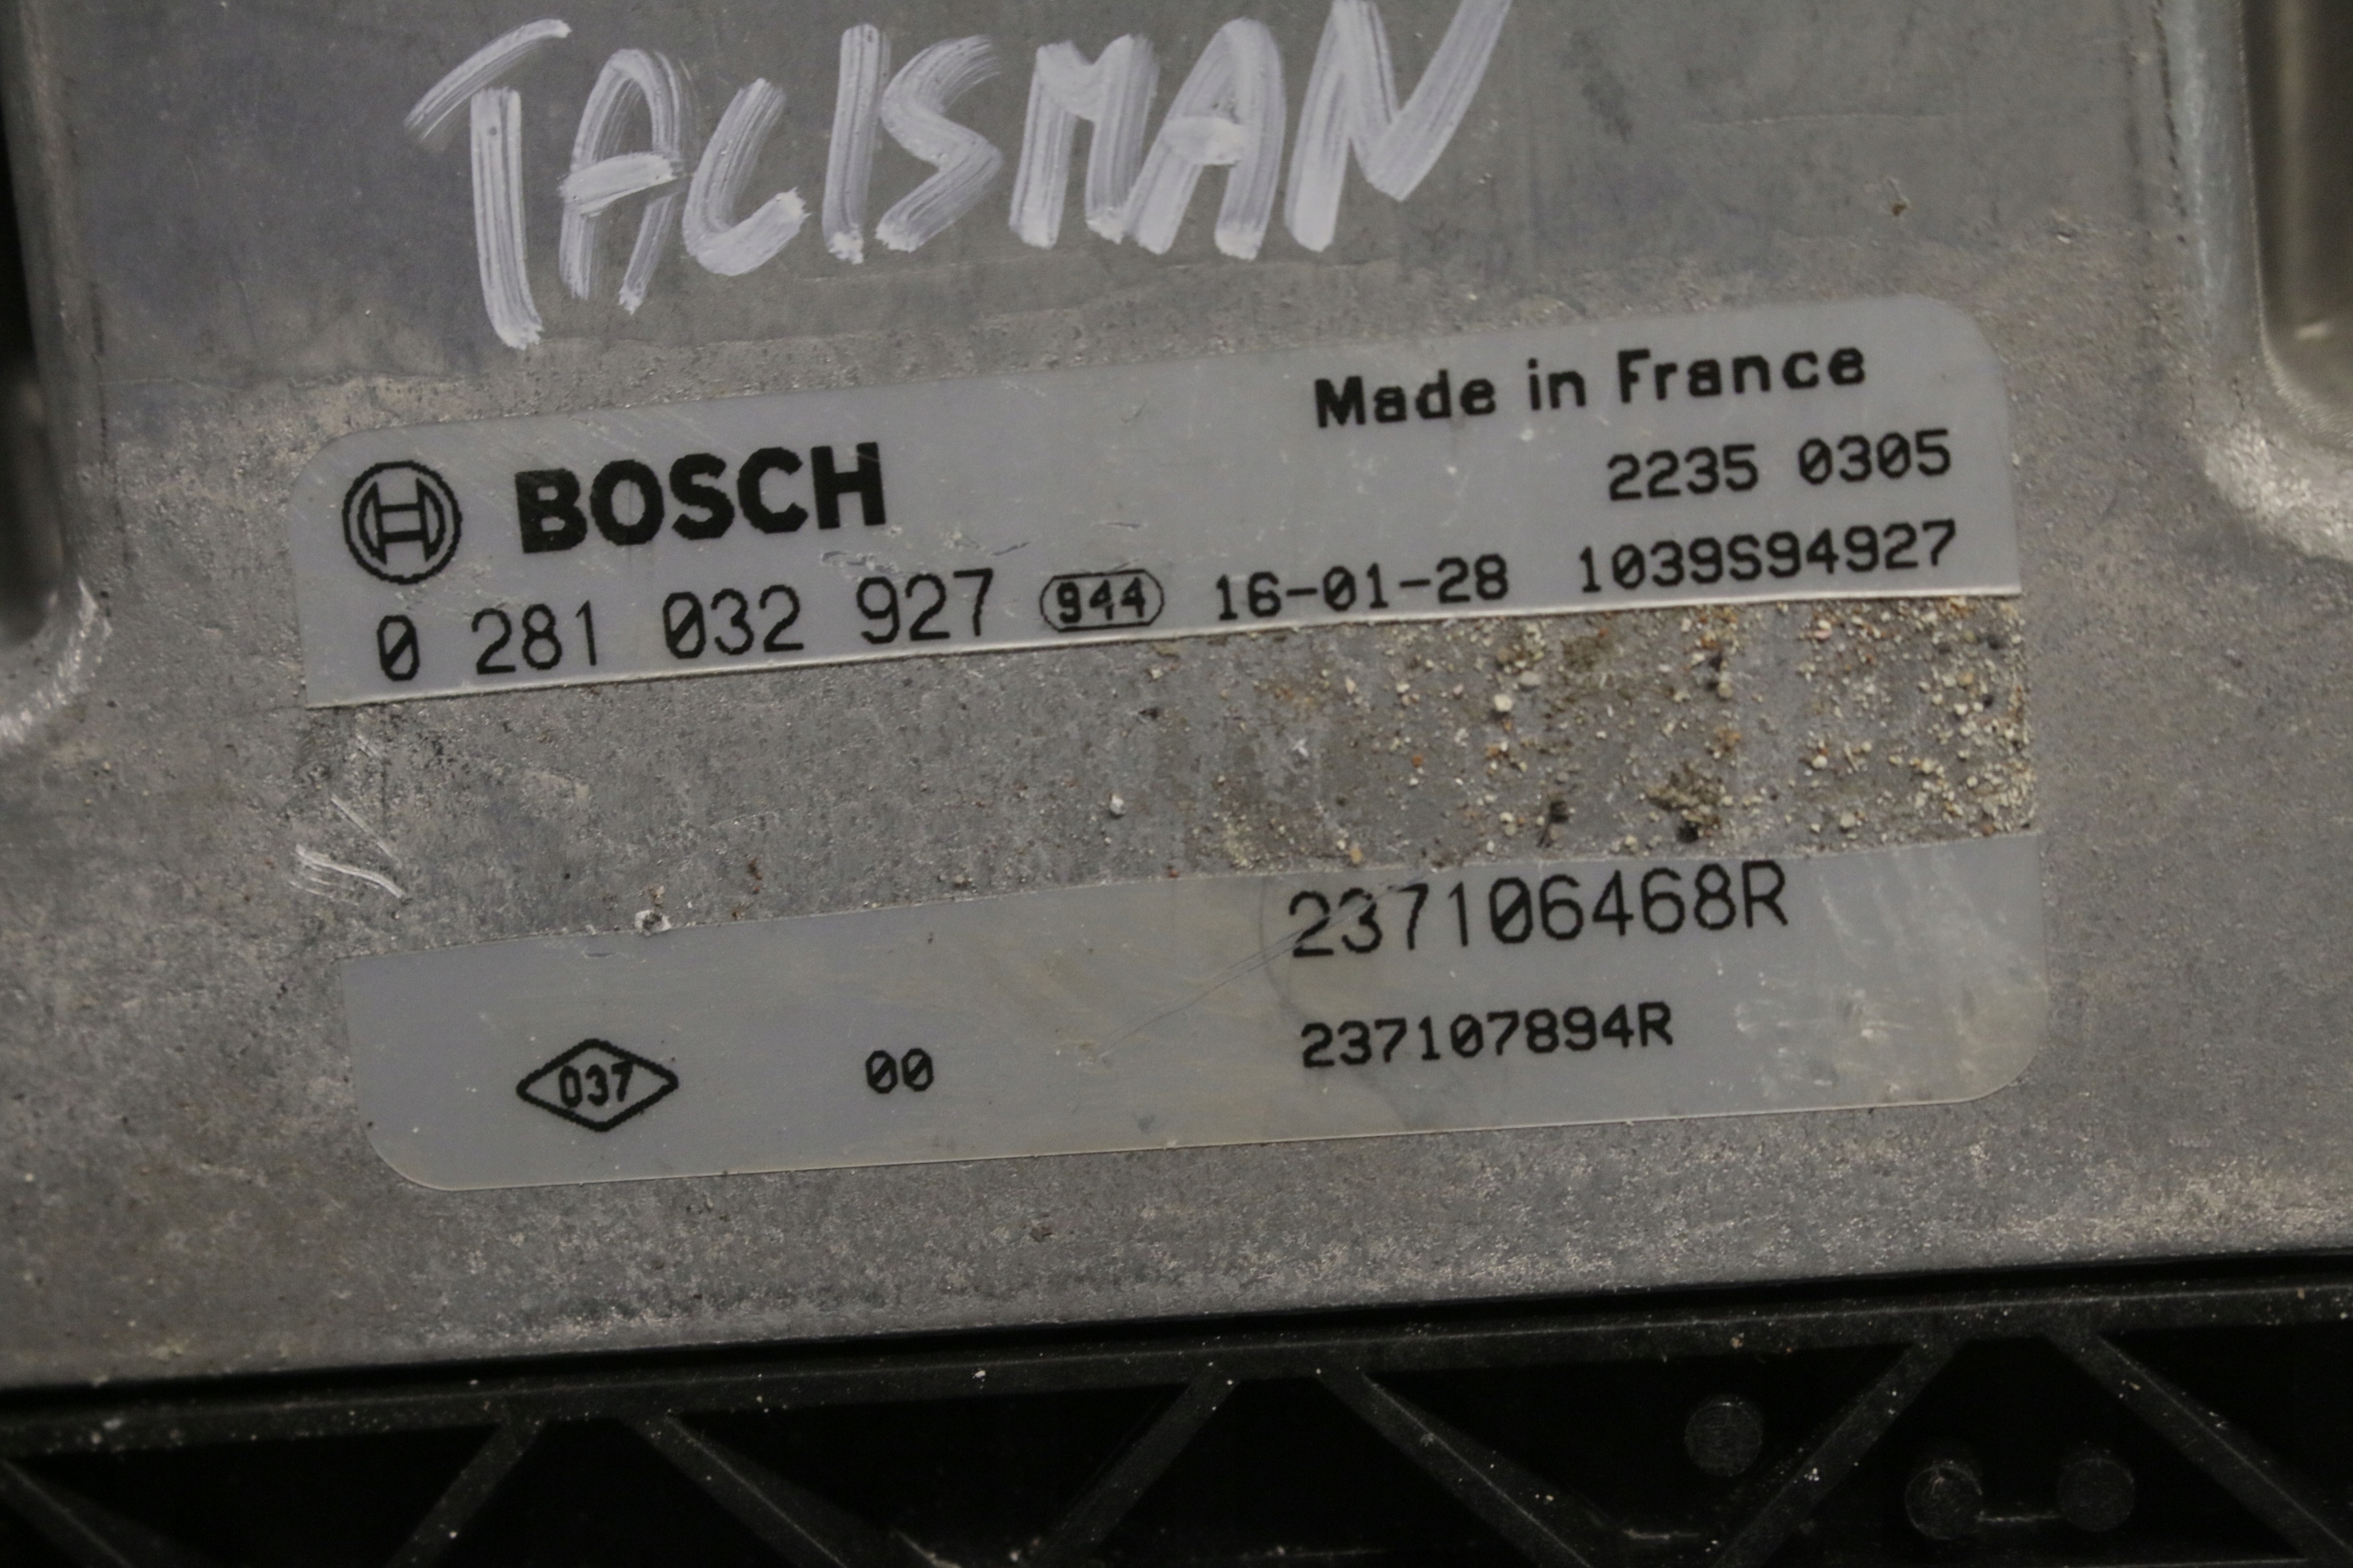 TALISMAN
BOSCH
Made in France
2235 0305
0 281 032 927 944 16-01-28 1039S94927
237106468R
037 00 237107894R